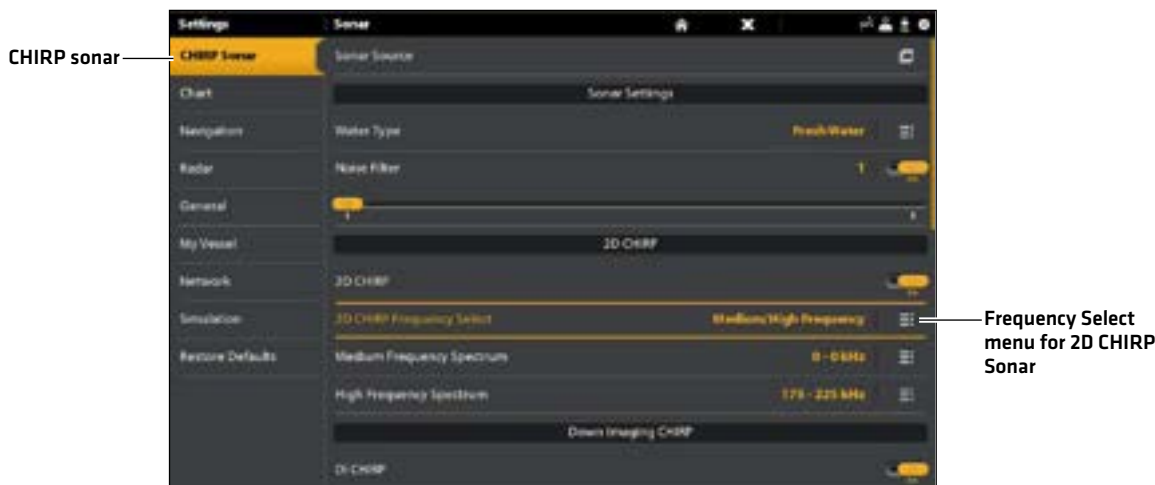 Settings
Sonar
CHIRP sonar
CHIRP Sonar
Sonar Source
Chart
Sonar Settings
Navigation
Water Type
Fresh Water
Radar
Noise Filter
1
General
My Vessel
2D CHIRP
Network
2D CHIRP
Simulation
2D CHIRP Frequency Select
Medium/High Frequency
Frequency Select
menu for 2D CHIRP
Sonar
Restore Defaults
Medium Frequency Spectrum
0 - 0 kHz
High Frequency Spectrum
175 - 225 kHz
Down Imaging CHIRP
DI CHIRP